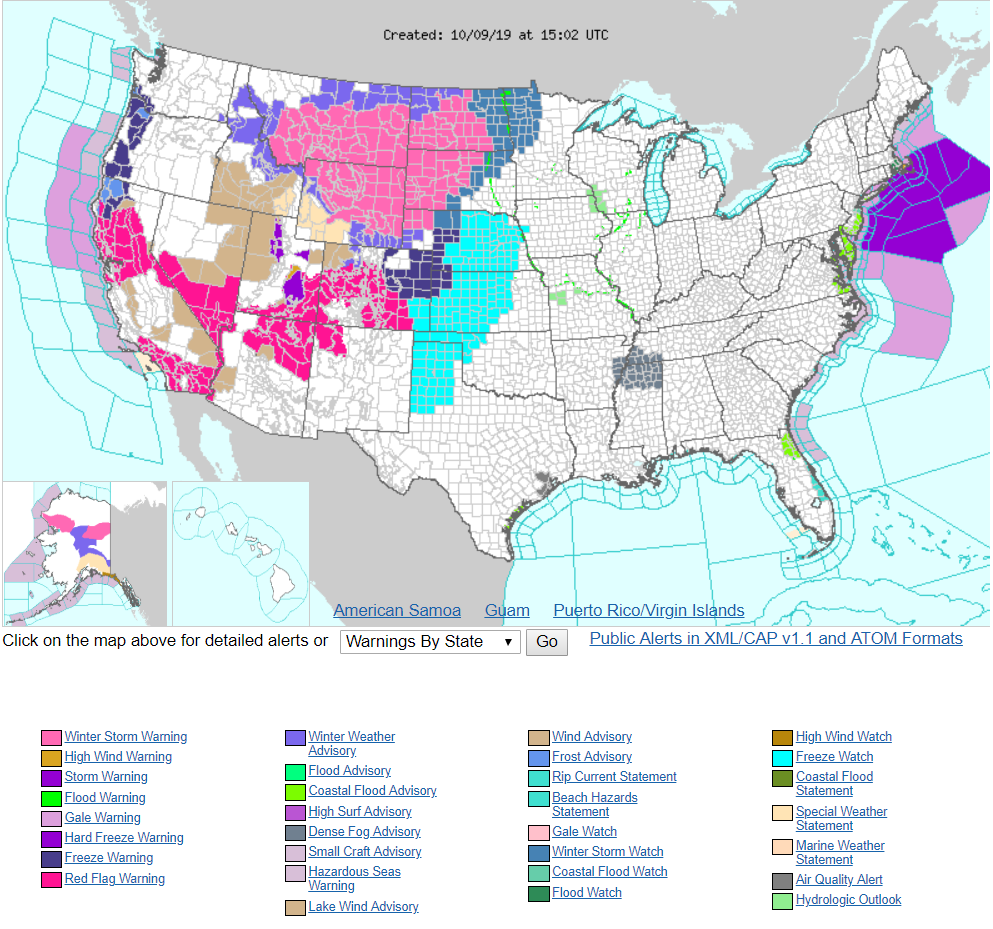 Created: 10/09/19 at 15:02 UTC
American Samoa Guam Puerto Rico/Virgin Islands
Click on the map above for detailed alerts or Warnings By State ▼ Go Public Alerts in XML/CAP v1.1 and ATOM Formats
Winter Storm Warning
High Wind Warning
Storm Warning
Flood Warning
Gale Warning
Hard Freeze Warning
Freeze Warning
Red Flag Warning
Winter Weather
Advisory
Flood Advisory
Coastal Flood Advisory
High Surf Advisory
Dense Fog Advisory
Small Craft Advisory
Hazardous Seas
Warning
Lake Wind Advisory
Wind Advisory
Frost Advisory
Rip Current Statement
Beach Hazards
Statement
Gale Watch
Winter Storm Watch
Coastal Flood Watch
Flood Watch
High Wind Watch
Freeze Watch
Coastal Flood
Statement
Special Weather
Statement
Marine Weather
Statement
Air Quality Alert
Hydrologic Outlook